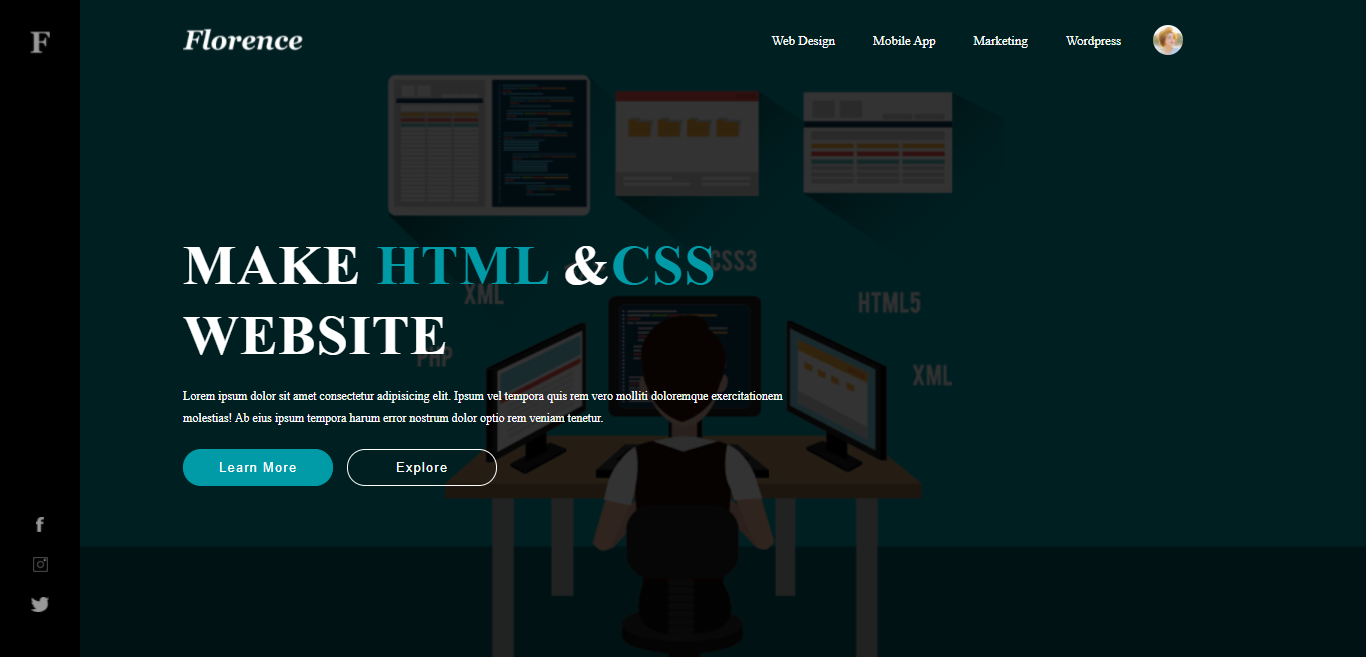 F
Florence
Web Design Mobile App Marketing Wordpress
CSS3
MAKE HTML &CSS
XML
HTML5
WEBSITE
PHP
XML
Lorem ipsum dolor sit amet consectetur adipisicing elit. Ipsum vel tempora quis rem vero molliti doloremque exercitationem
molestias! Ab eius ipsum tempora harum error nostrum dolor optio rem veniam tenetur.
Learn More Explore